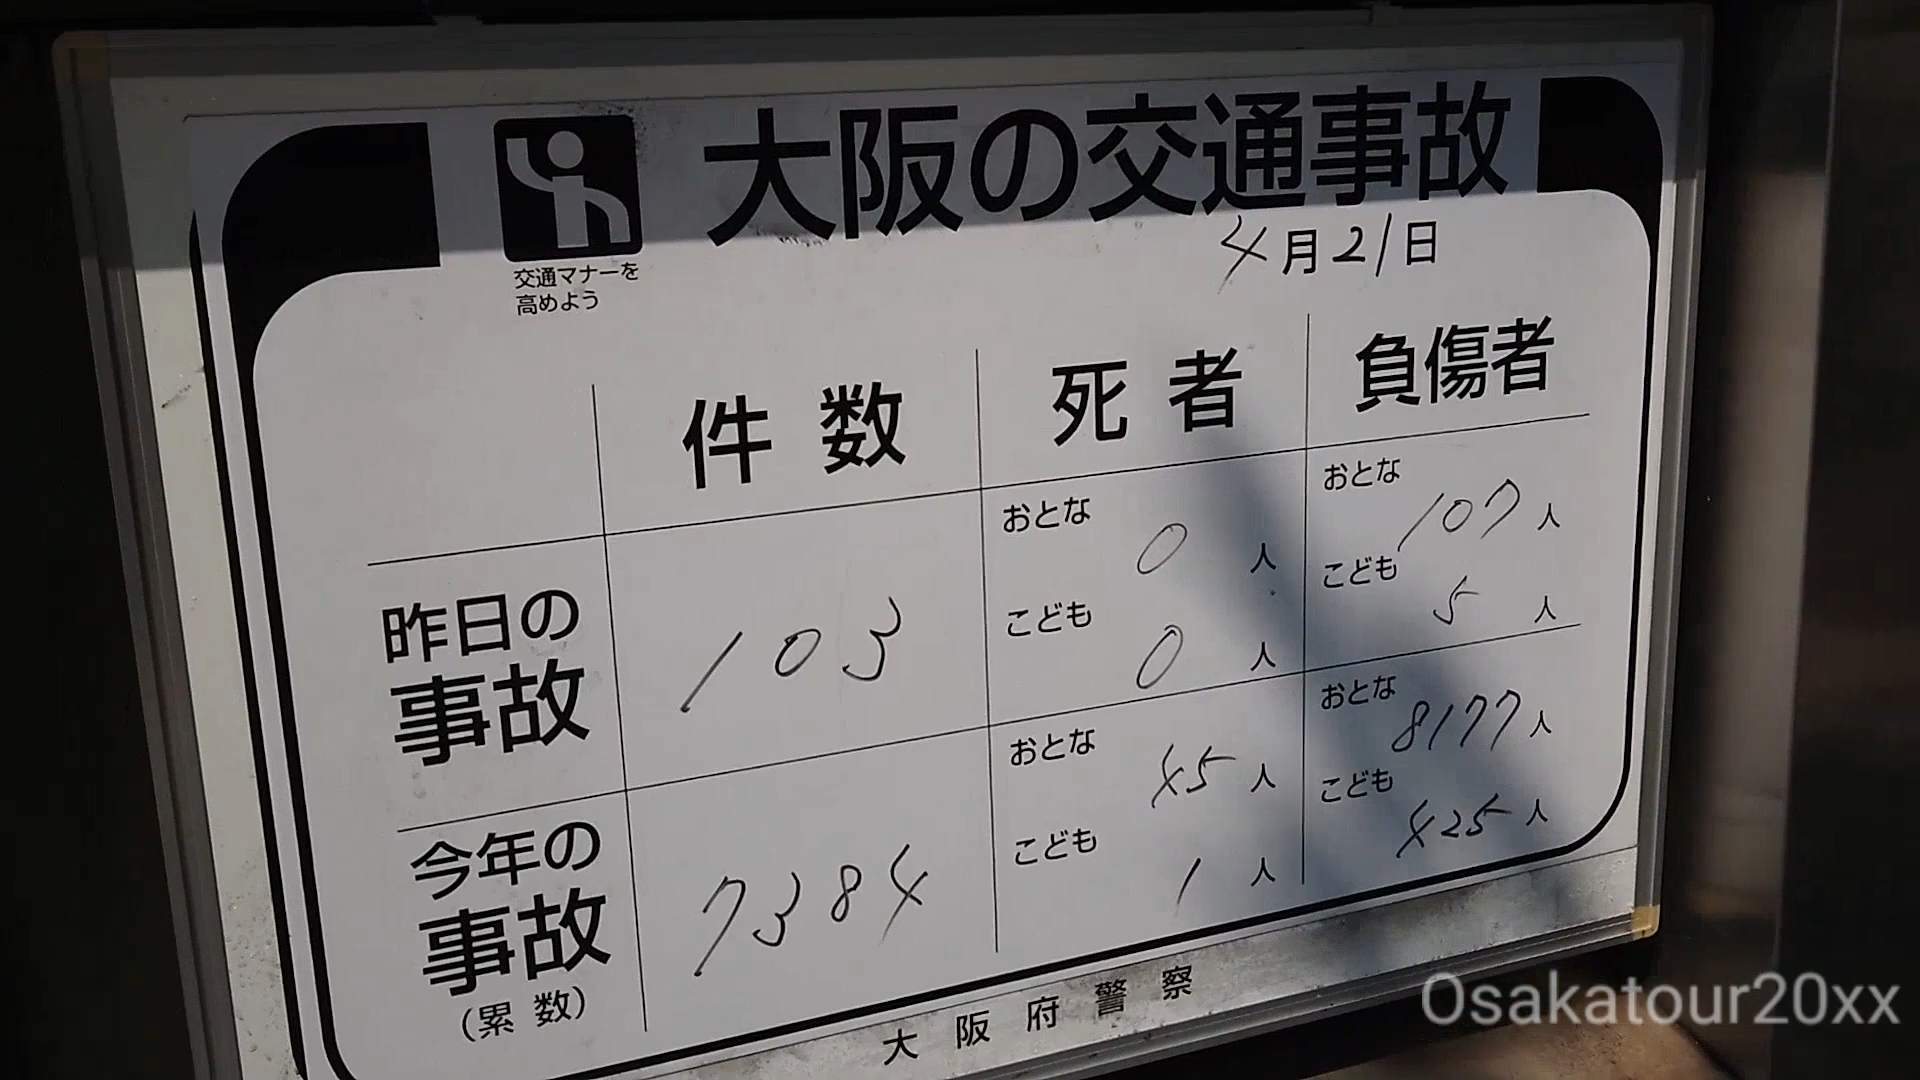 大阪の交通事故
交通マナーを
高めよう
4月21日
件数 死者 負傷者
昨日の
事故
103
おとな 0人
こども 0人
おとな 107人
こども 5人
今年の
事故
(累数)
7384
おとな 45人
こども 1人
おとな 8177人
こども 425人
大阪府警察
Osakatour20xx